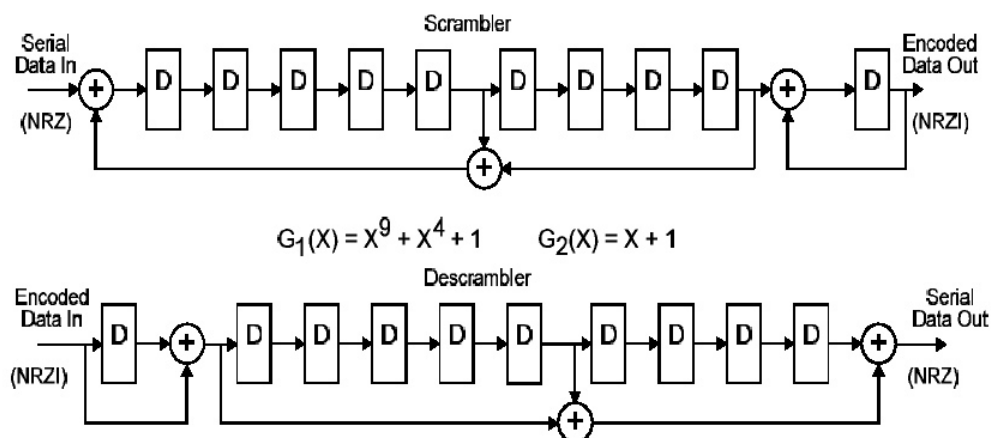 Scrambler
Serial
Data In
Encoded
Data Out
+ D D D D D D D D D + D
(NRZ)
(NRZI)
+
G₁(X) = X⁹ + X⁴ + 1
G₂(X) = X + 1
Descrambler
Encoded
Data In
Serial
Data Out
D + D D D D D D D D D +
(NRZI)
(NRZ)
+